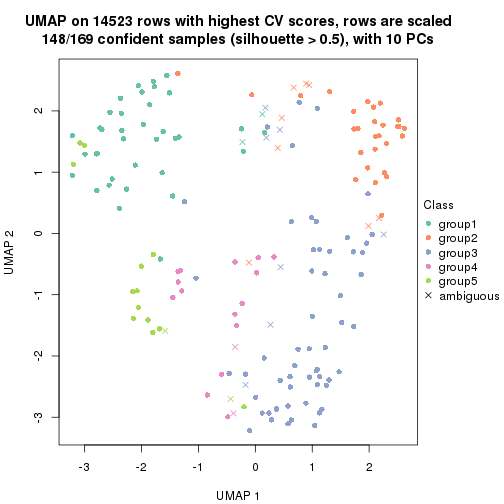 UMAP on 14523 rows with highest CV scores, rows are scaled
148/169 confident samples (silhouette > 0.5), with 10 PCs
2
1
0
-1
-2
-3
UMAP 2
-3 -2 -1 0 1 2
UMAP 1
Class
group1
group2
group3
group4
group5
ambiguous